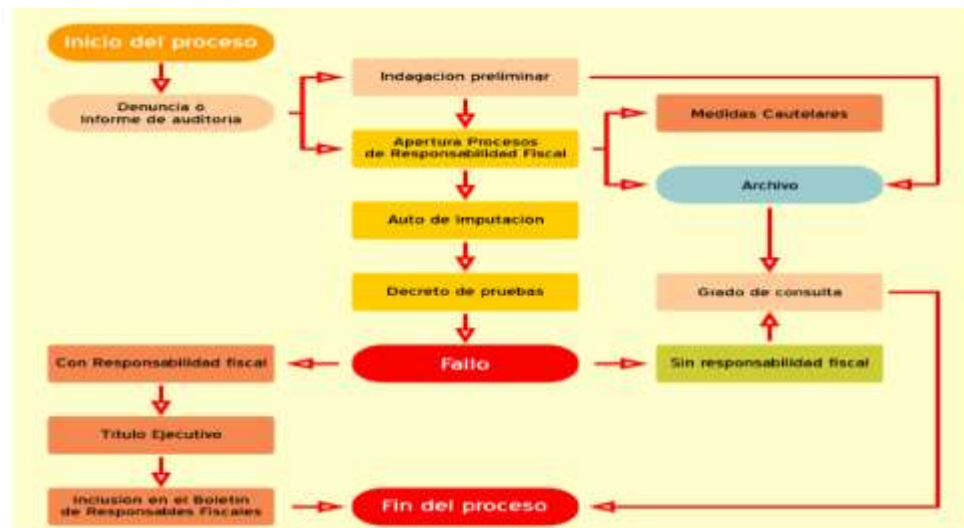 Inicio del proceso
Denuncia o
Informe de auditoria
Indagacion preliminar
Apertura Procesos
de Responsabilidad Fiscal
Medidas Cautelares
Archivo
Auto de imputacion
Decreto de pruebas
Grado de consulta
Con Responsabilidad fiscal
Fallo
Sin responsabilidad fiscal
Titulo Ejecutivo
Inclusion en el Boletin
de Responsables Fiscales
Fin del proceso